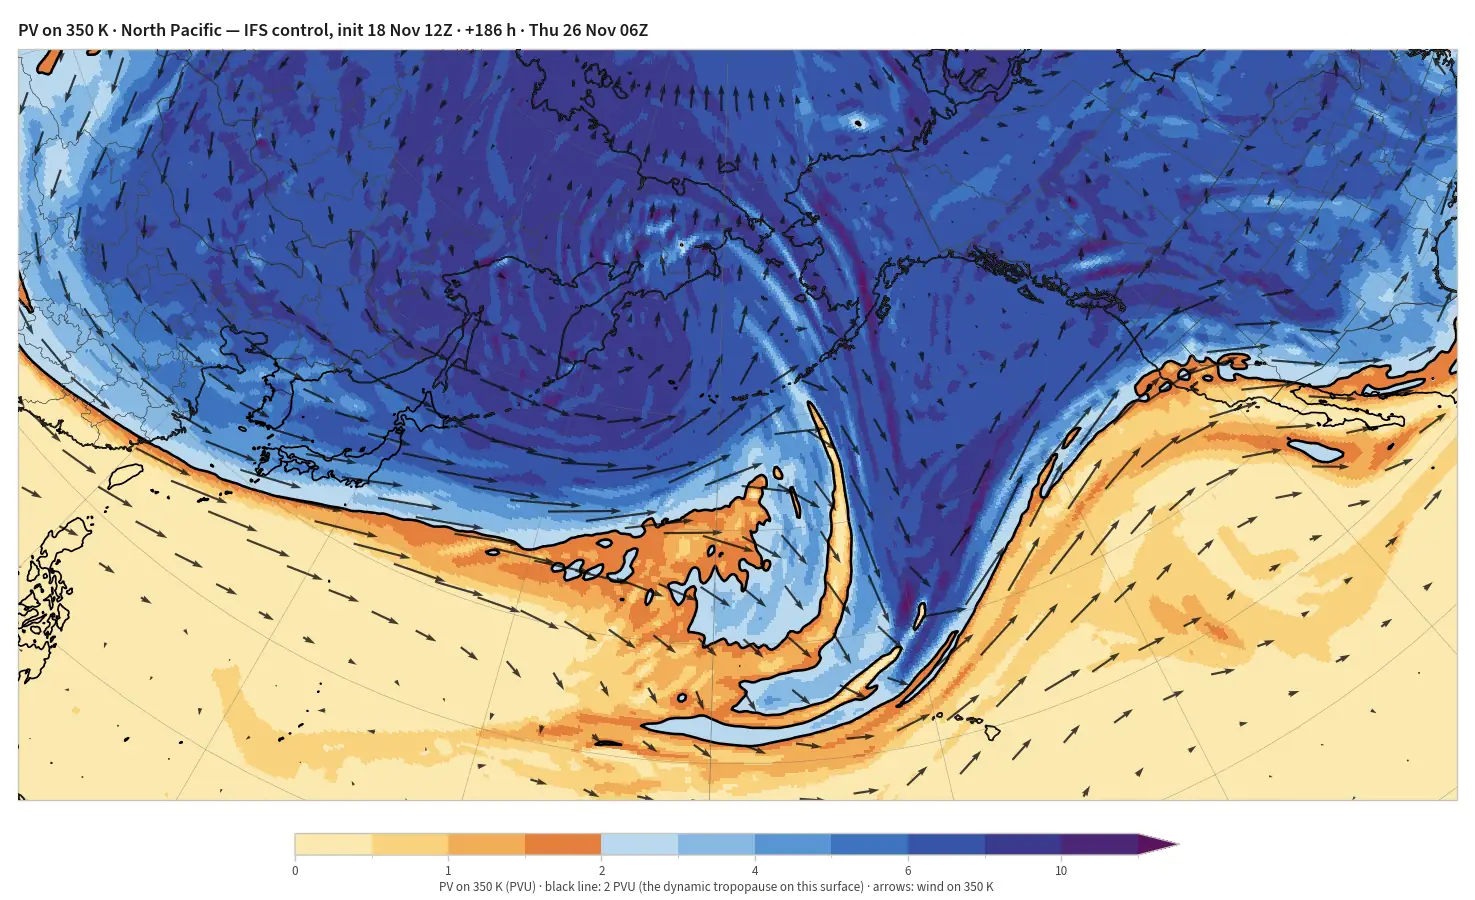 PV on 350 K · North Pacific — IFS control, init 18 Nov 12Z · +186 h · Thu 26 Nov 06Z
0 1 2 4 6 10
PV on 350 K (PVU) · black line: 2 PVU (the dynamic tropopause on this surface) · arrows: wind on 350 K